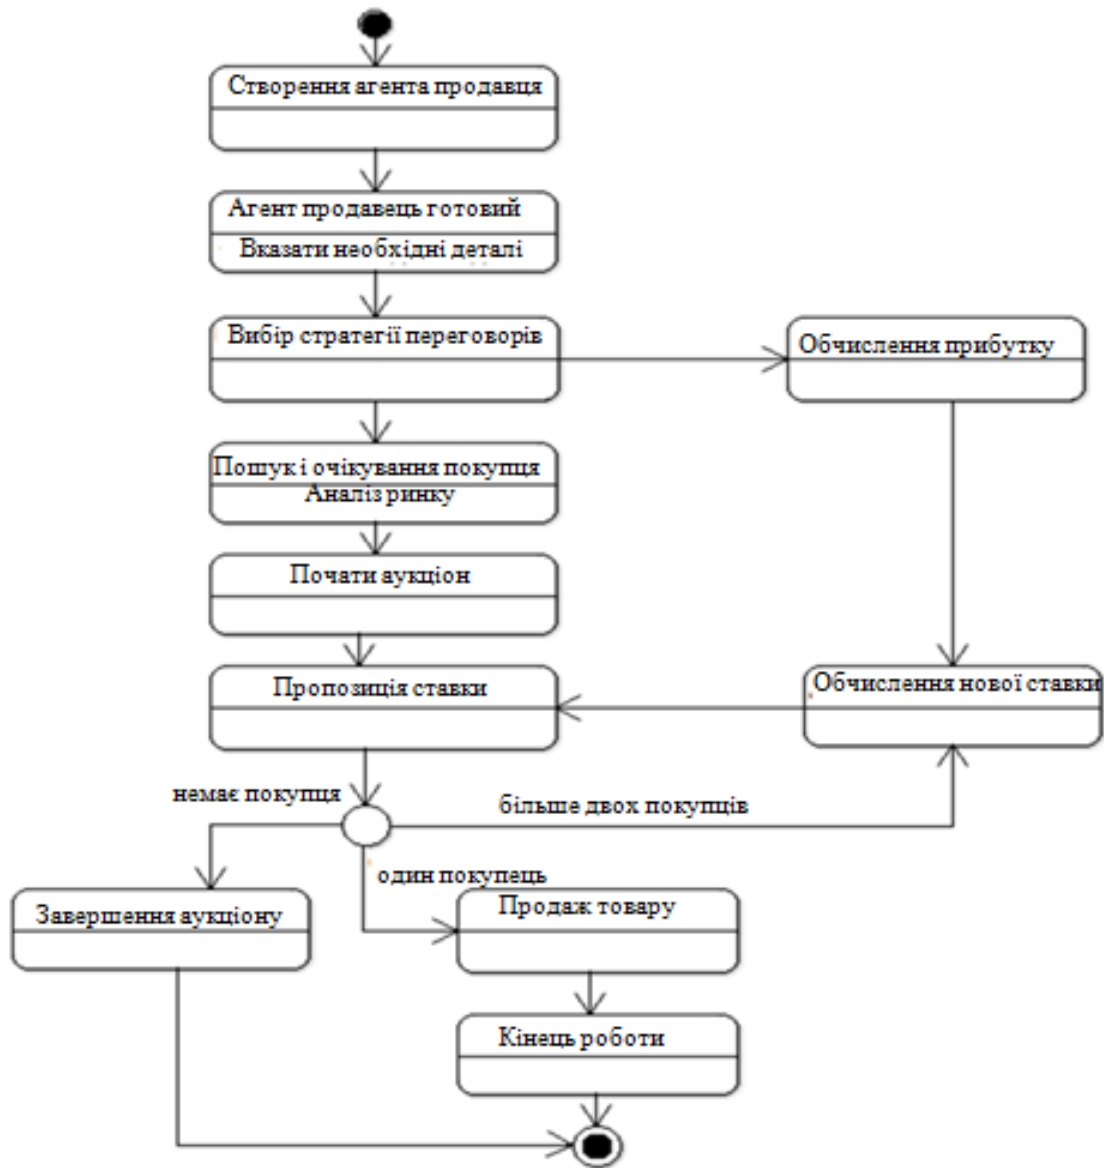 Створення агента продавця
Агент продавець готовий
Вказати необхідні деталі
Вибір стратегії переговорів
Обчислення прибутку
Пошук і очікування покупця
Аналіз ринку
Почати аукціон
Пропозиція ставки
Обчислення нової ставки
немає покупця
більше двох покупців
один покупець
Завершення аукціону
Продаж товару
Кінець роботи